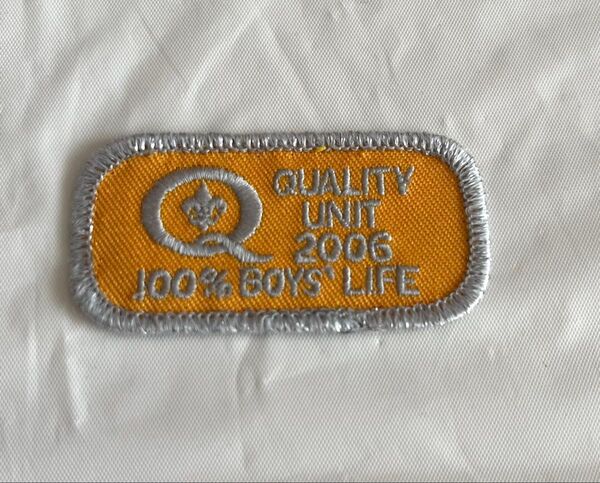 Q QUALITY
UNIT
2006
100% BOYS' LIFE